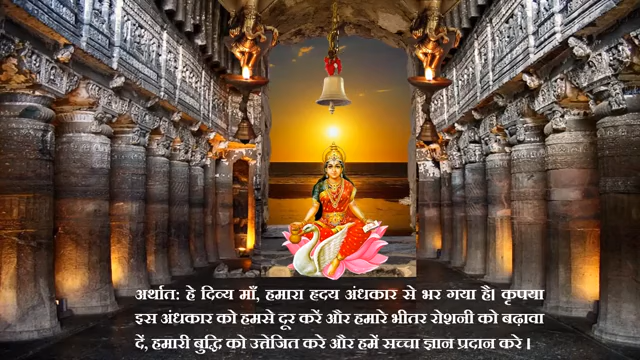 अर्थात: हे दिव्य माँ, हमारा ह्रदय अंधकार से भर गया है। कृपया
इस अंधकार को हमसे दूर करें और हमारे भीतर रोशनी को बढ़ावा
दें, हमारी बुद्धि को उत्तेजित करे और हमें सच्चा ज्ञान प्रदान करे ।